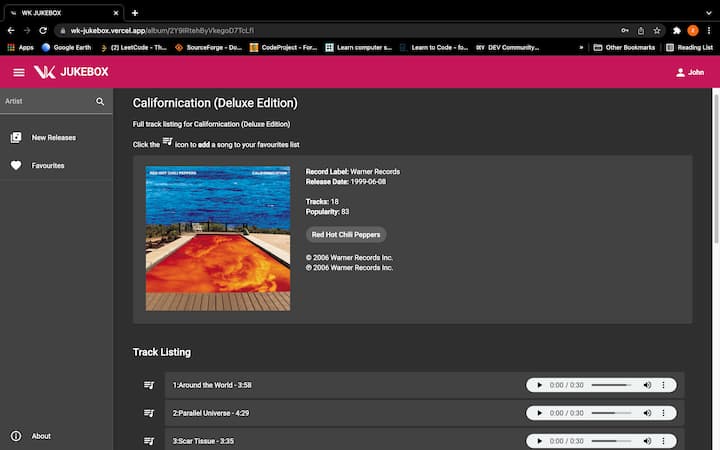 WK JUKEBOX
wk-jukebox.vercel.app/album/2Y9IRtehByVkegoD7TcLfI
Apps
Google Earth
(2) LeetCode - Th...
SourceForge - Do...
CodeProject - For...
Learn computer s...
Learn to Code - fo...
DEV Community...
»
Other Bookmarks
Reading List
JUKEBOX
John
Artist
New Releases
Favourites
About
Californication (Deluxe Edition)
Full track listing for Californication (Deluxe Edition)
Click the icon to add a song to your favourites list
RED HOT CHILI PEPPERS
CALIFORNICATION
Record Label: Warner Records
Release Date: 1999-06-08
Tracks: 18
Popularity: 83
Red Hot Chili Peppers
© 2006 Warner Records Inc.
℗ 2006 Warner Records Inc.
Track Listing
1:Around the World - 3:58
0:00 / 0:30
2:Parallel Universe - 4:29
0:00 / 0:30
3:Scar Tissue - 3:35
0:00 / 0:30